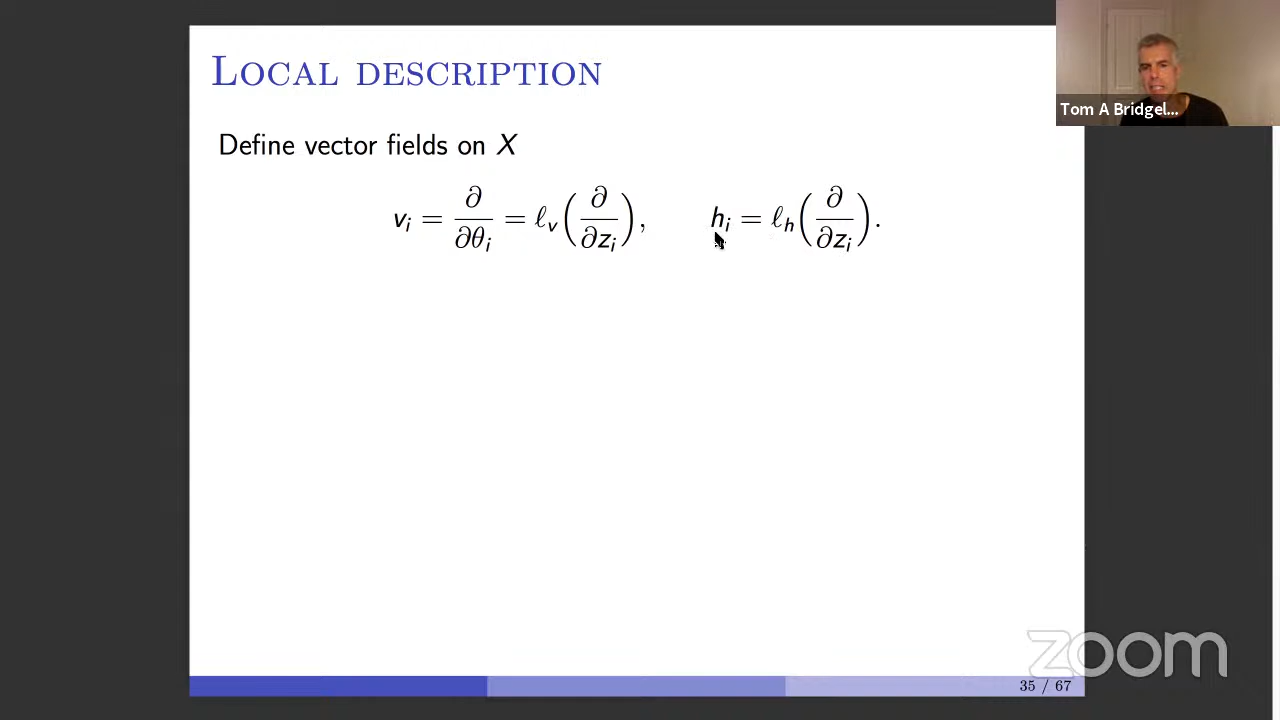 Local description
Tom A Bridgel...
Define vector fields on X
v_i = ∂/∂θ_i = ℓ_v(∂/∂z_i), h_i = ℓ_h(∂/∂z_i).
zoom
35 / 67